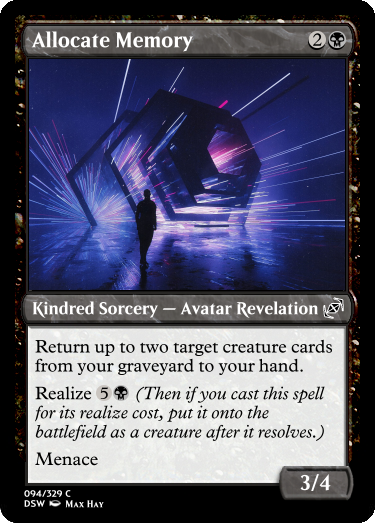 Allocate Memory 2
Kindred Sorcery — Avatar Revelation
Return up to two target creature cards
from your graveyard to your hand.
Realize 5 (Then if you cast this spell
for its realize cost, put it onto the
battlefield as a creature after it resolves.)
Menace
3/4
094/329 C
DSW Max Hay